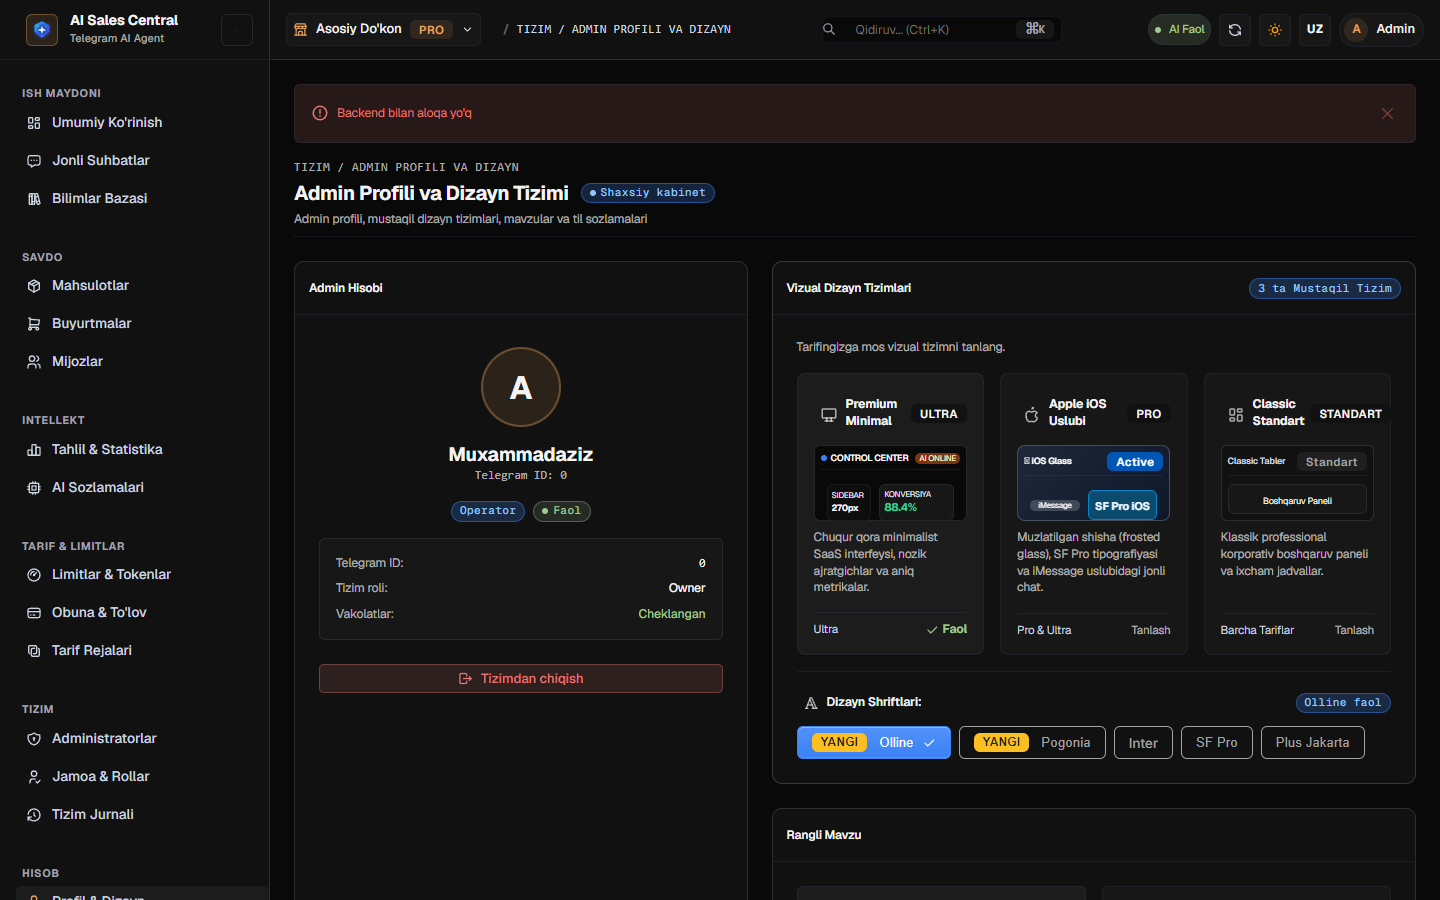 AI Sales Central
Telegram AI Agent
Asosiy Do'kon PRO
/ TIZIM / ADMIN PROFILI VA DIZAYN
Qidiruv... (Ctrl+K) ⌘K
AI Faol
UZ
A Admin
ISH MAYDONI
Umumiy Ko'rinish
Jonli Suhbatlar
Bilimlar Bazasi
SAVDO
Mahsulotlar
Buyurtmalar
Mijozlar
INTELLEKT
Tahlil & Statistika
AI Sozlamalari
TARIF & LIMITLAR
Limitlar & Tokenlar
Obuna & To'lov
Tarif Rejalari
TIZIM
Administratorlar
Jamoa & Rollar
Tizim Jurnali
HISOB
Profil & Dizayn
Backend bilan aloqa yo'q
TIZIM / ADMIN PROFILI VA DIZAYN
Admin Profili va Dizayn Tizimi
Shaxsiy kabinet
Admin profili, mustaqil dizayn tizimlari, mavzular va til sozlamalari
Admin Hisobi
A
Muxammadaziz
Telegram ID: 0
Operator
Faol
Telegram ID: 0
Tizim roli: Owner
Vakolatlar: Cheklangan
Tizimdan chiqish
Vizual Dizayn Tizimlari
3 ta Mustaqil Tizim
Tarifingizga mos vizual tizimni tanlang.
Premium
Minimal
ULTRA
CONTROL CENTER
AI ONLINE
SIDEBAR
270px
KONVERSIYA
88.4%
Chuqur qora minimalist
SaaS interfeysi, nozik
ajratgichlar va aniq
metrikalar.
Ultra
Faol
Apple iOS
Uslubi
PRO
iOS Glass
Active
iMessage
SF Pro iOS
Muzlatilgan shisha (frosted
glass), SF Pro tipografiyasi
va iMessage uslubidagi jonli
chat.
Pro & Ultra
Tanlash
Classic
Standart
STANDART
Classic Tabler
Standart
Boshqaruv Paneli
Klassik professional
korporativ boshqaruv paneli
va ixcham jadvallar.
Barcha Tariflar
Tanlash
Dizayn Shriftlari:
Olline faol
YANGI Olline
YANGI Pogonia
Inter
SF Pro
Plus Jakarta
Rangli Mavzu